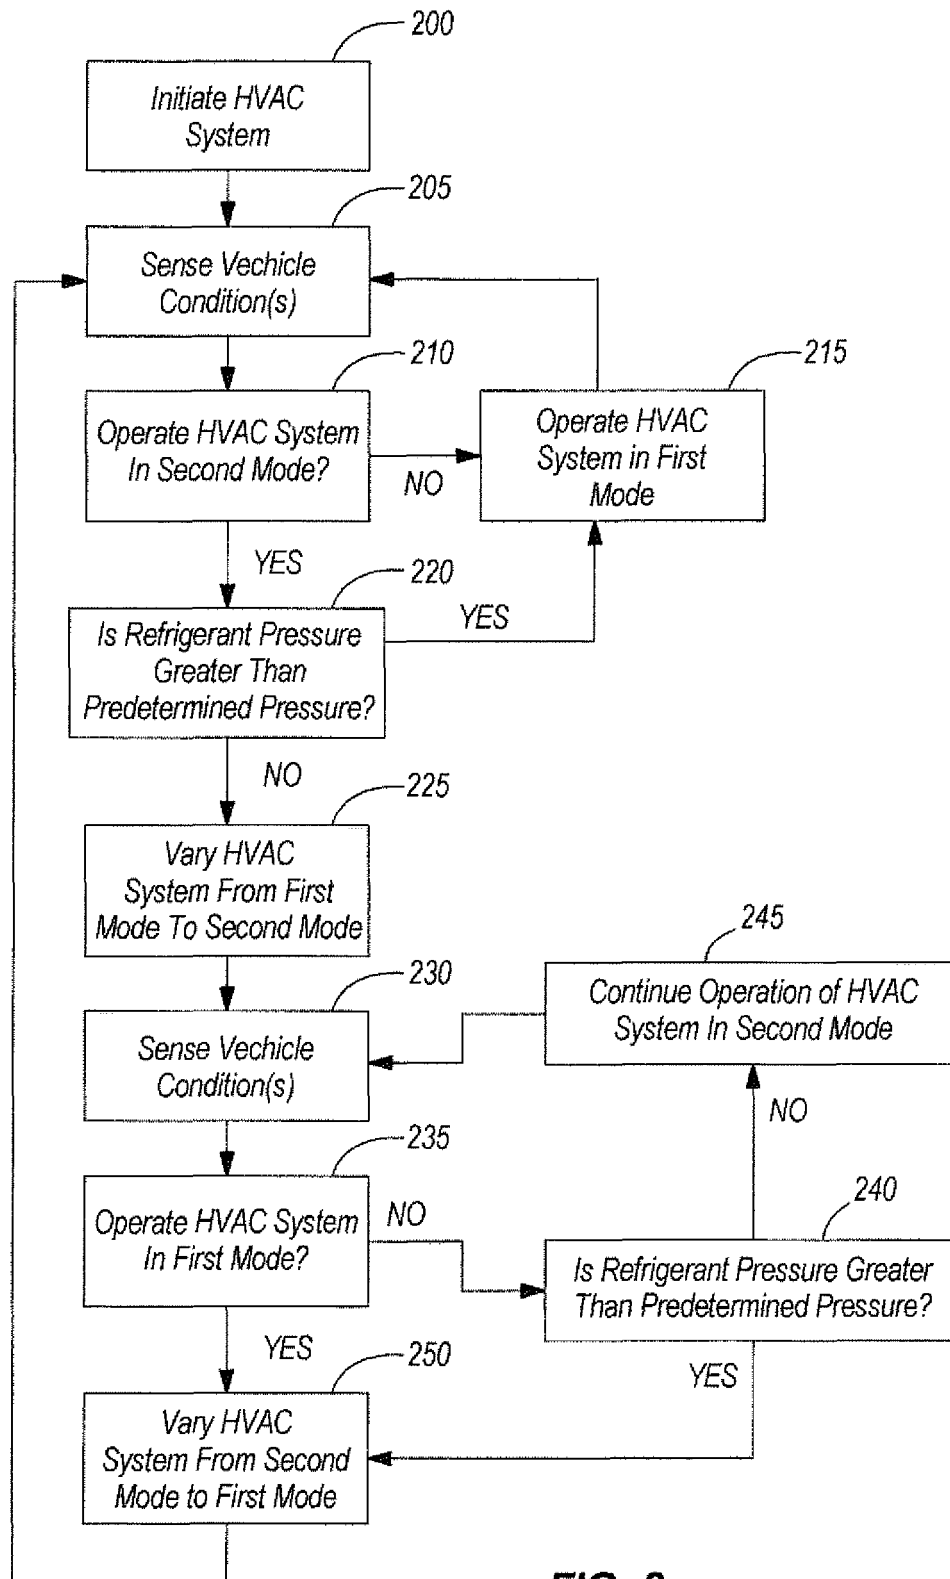 200
Initiate HVAC
System
205
Sense Vechicle
Condition(s)
210
Operate HVAC System
In Second Mode?
NO
215
Operate HVAC
System in First
Mode
YES
220
Is Refrigerant Pressure
Greater Than
Predetermined Pressure?
YES
NO
225
Vary HVAC
System From First
Mode To Second Mode
230
Sense Vechicle
Condition(s)
245
Continue Operation of HVAC
System In Second Mode
NO
235
Operate HVAC System
In First Mode?
NO
240
Is Refrigerant Pressure Greater
Than Predetermined Pressure?
YES
YES
250
Vary HVAC
System From Second
Mode to First Mode
FIG.